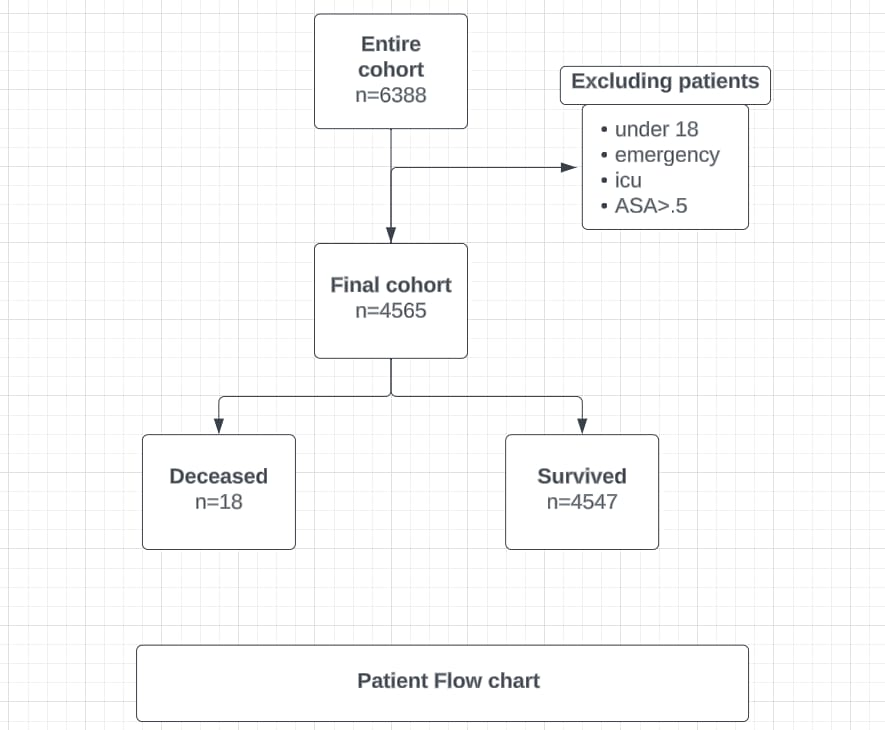 Entire
cohort
n=6388
Excluding patients
• under 18
• emergency
• icu
• ASA>.5
Final cohort
n=4565
Deceased
n=18
Survived
n=4547
Patient Flow chart